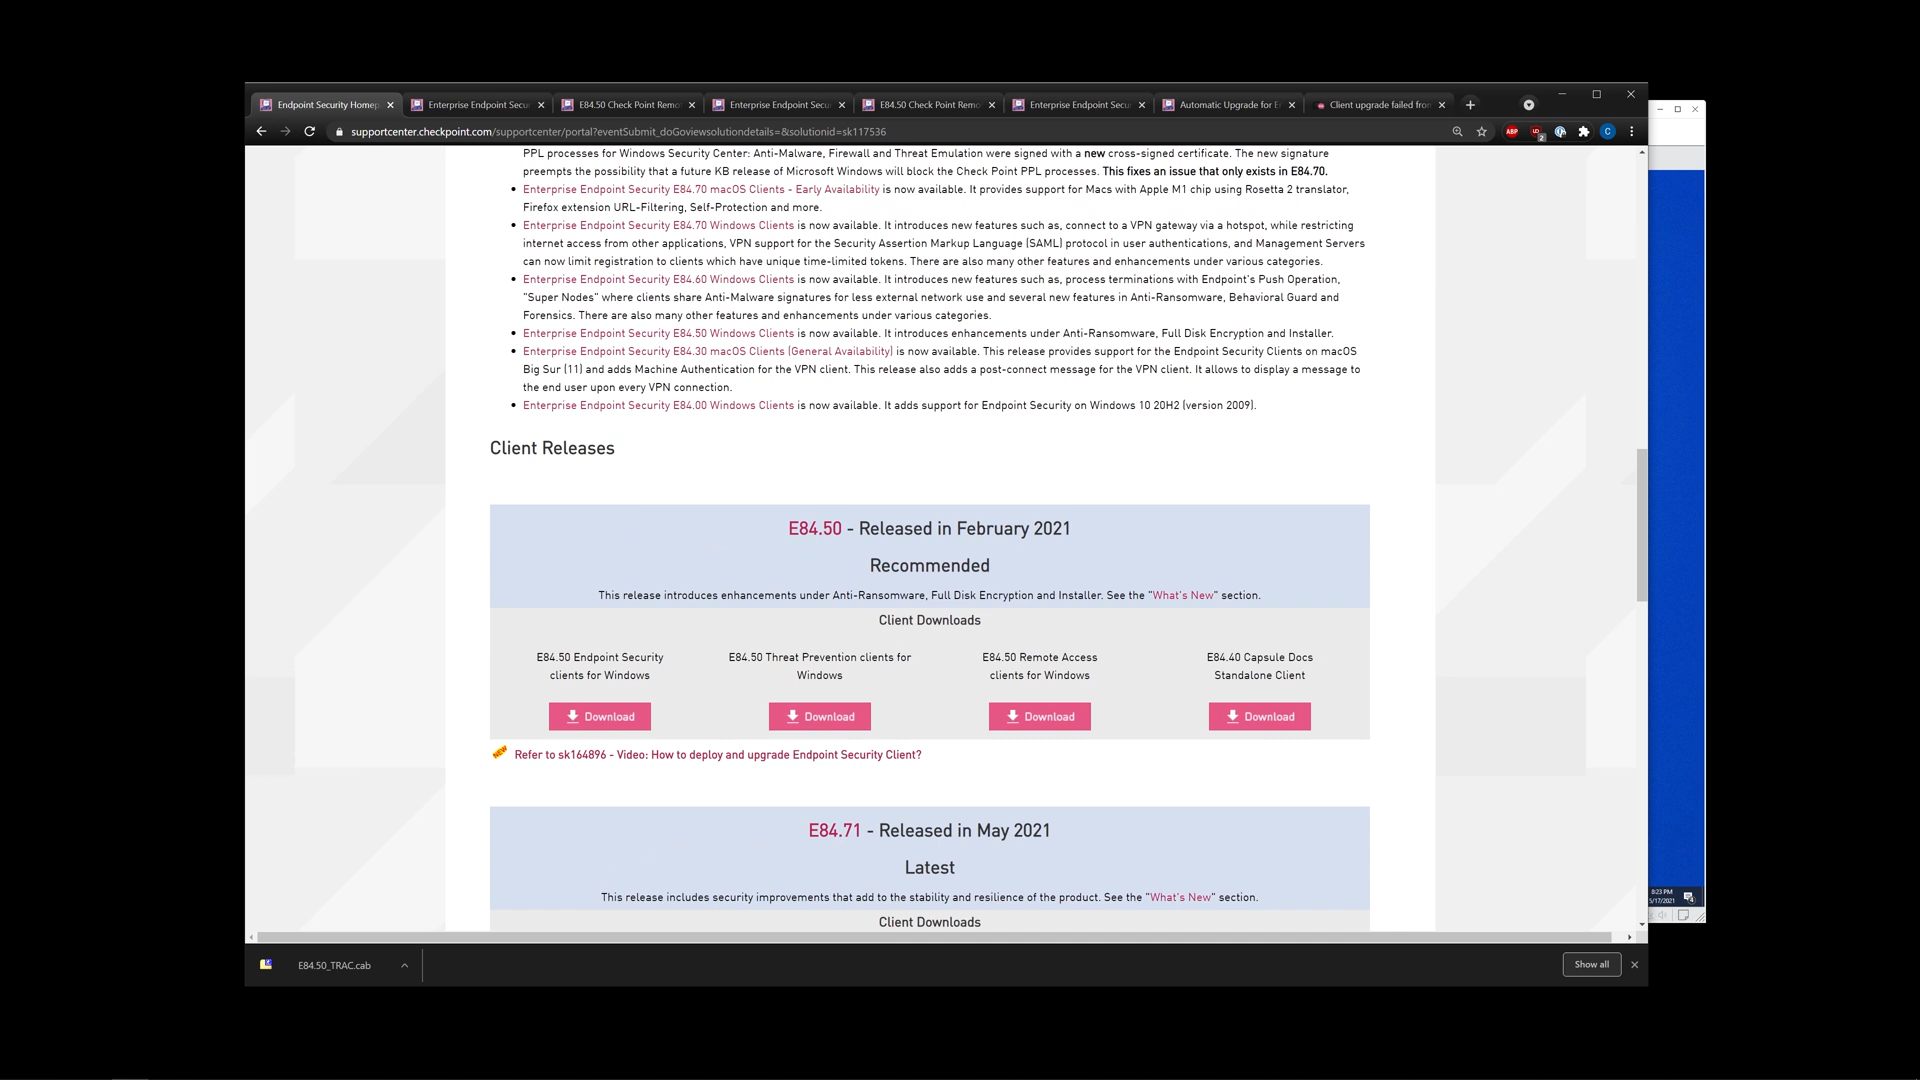 Endpoint Security Homep
Enterprise Endpoint Secu
E84.50 Check Point Remo
Enterprise Endpoint Secu
E84.50 Check Point Remo
Enterprise Endpoint Secu
Automatic Upgrade for E
Client upgrade failed from
supportcenter.checkpoint.com/supportcenter/portal?eventSubmit_doGoviewsolutiondetails=&solutionid=sk117536
ABP
2
C
PPL processes for Windows Security Center: Anti-Malware, Firewall and Threat Emulation were signed with a new cross-signed certificate. The new signature
preempts the possibility that a future KB release of Microsoft Windows will block the Check Point PPL processes. This fixes an issue that only exists in E84.70.
Enterprise Endpoint Security E84.70 macOS Clients - Early Availability is now available. It provides support for Macs with Apple M1 chip using Rosetta 2 translator,
Firefox extension URL-Filtering, Self-Protection and more.
Enterprise Endpoint Security E84.70 Windows Clients is now available. It introduces new features such as, connect to a VPN gateway via a hotspot, while restricting
internet access from other applications, VPN support for the Security Assertion Markup Language (SAML) protocol in user authentications, and Management Servers
can now limit registration to clients which have unique time-limited tokens. There are also many other features and enhancements under various categories.
Enterprise Endpoint Security E84.60 Windows Clients is now available. It introduces new features such as, process terminations with Endpoint's Push Operation,
"Super Nodes" where clients share Anti-Malware signatures for less external network use and several new features in Anti-Ransomware, Behavioral Guard and
Forensics. There are also many other features and enhancements under various categories.
Enterprise Endpoint Security E84.50 Windows Clients is now available. It introduces enhancements under Anti-Ransomware, Full Disk Encryption and Installer.
Enterprise Endpoint Security E84.30 macOS Clients (General Availability) is now available. This release provides support for the Endpoint Security Clients on macOS
Big Sur (11) and adds Machine Authentication for the VPN client. This release also adds a post-connect message for the VPN client. It allows to display a message to
the end user upon every VPN connection.
Enterprise Endpoint Security E84.00 Windows Clients is now available. It adds support for Endpoint Security on Windows 10 20H2 (version 2009).
Client Releases
E84.50 - Released in February 2021
Recommended
This release introduces enhancements under Anti-Ransomware, Full Disk Encryption and Installer. See the "What's New" section.
Client Downloads
E84.50 Endpoint Security
clients for Windows
Download
E84.50 Threat Prevention clients for
Windows
Download
E84.50 Remote Access
clients for Windows
Download
E84.40 Capsule Docs
Standalone Client
Download
NEW
Refer to sk164896 - Video: How to deploy and upgrade Endpoint Security Client?
E84.71 - Released in May 2021
Latest
This release includes security improvements that add to the stability and resilience of the product. See the "What's New" section.
Client Downloads
8:23 PM
5/17/2021
E84.50_TRAC.cab
Show all